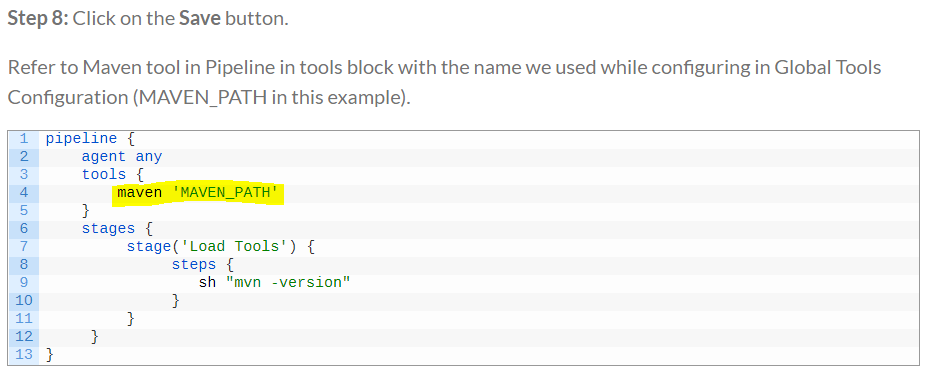 Step 8: Click on the Save button.
Refer to Maven tool in Pipeline in tools block with the name we used while configuring in Global Tools
Configuration (MAVEN_PATH in this example).
1 pipeline {
2     agent any
3     tools {
4         maven 'MAVEN_PATH'
5     }
6     stages {
7          stage('Load Tools') {
8               steps {
9                  sh "mvn -version"
10               }
11          }
12      }
13 }